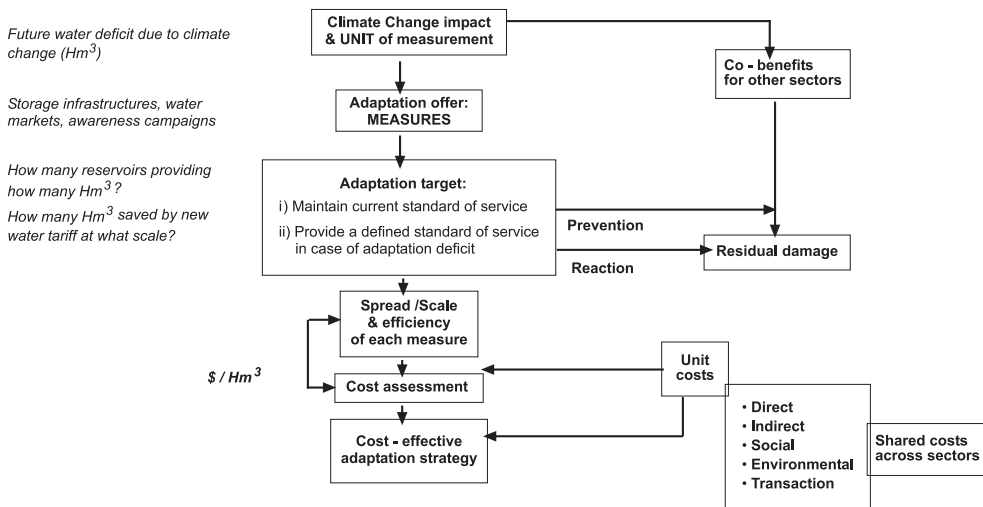 Future water deficit due to climate
change (Hm³)
Climate Change impact
& UNIT of measurement
Co - benefits
for other sectors
Storage infrastructures, water
markets, awareness campaigns
Adaptation offer:
MEASURES
How many reservoirs providing
how many Hm³ ?
How many Hm³ saved by new
water tariff at what scale?
Adaptation target:
i) Maintain current standard of service
ii) Provide a defined standard of service
in case of adaptation deficit
Prevention
Reaction
Residual damage
Spread /Scale
& efficiency
of each measure
$ / Hm³
Cost assessment
Unit
costs
Cost - effective
adaptation strategy
• Direct
• Indirect
• Social
• Environmental
• Transaction
Shared costs
across sectors